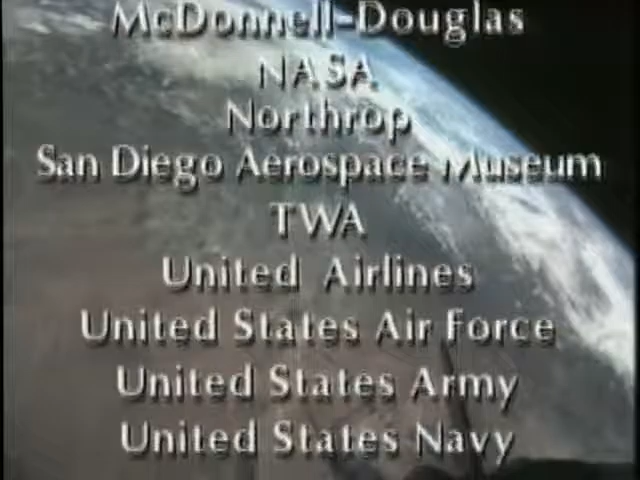 McDonnell-Douglas
NASA
Northrop
San Diego Aerospace Museum
TWA
United Airlines
United States Air Force
United States Army
United States Navy